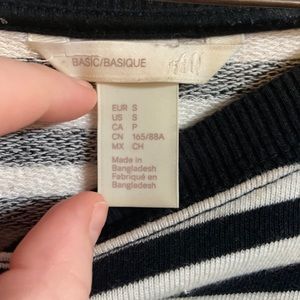 BASIC/BASIQUE
EUR S
US S
CA P
CN 165/88A
MX CH
Made in
Bangladesh
Fabriqué en
Bangladesh